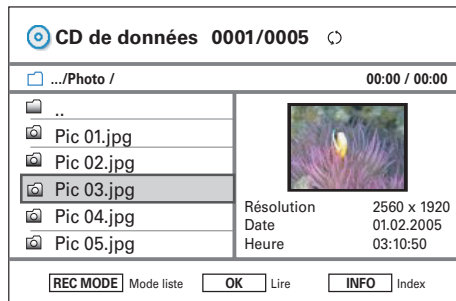 CD de données 0001/0005
.../Photo / 00:00 / 00:00
..
Pic 01.jpg
Pic 02.jpg
Pic 03.jpg
Pic 04.jpg
Pic 05.jpg
Résolution 2560 x 1920
Date 01.02.2005
Heure 03:10:50
REC MODE Mode liste OK Lire INFO Index